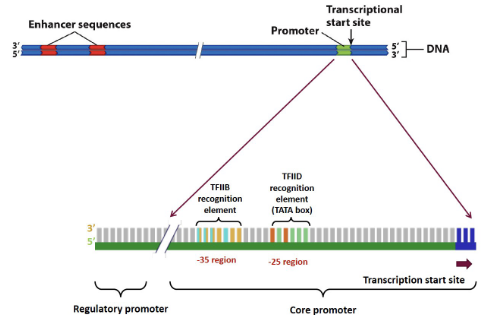 Enhancer sequences
Transcriptional
start site
Promoter
3′
5′
5′
3′
DNA
TFIIB
recognition
element
TFIID
recognition
element
(TATA box)
3′
5′
-35 region
-25 region
Transcription start site
Regulatory promoter
Core promoter